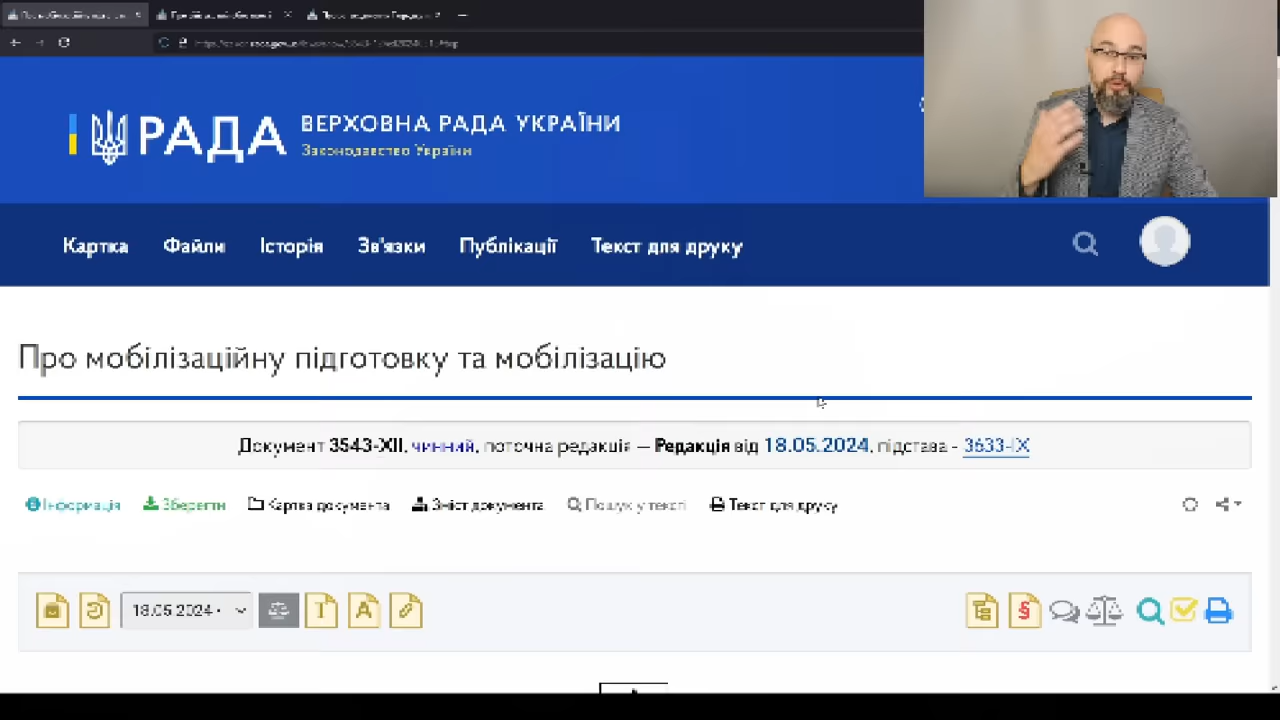 РАДА
ВЕРХОВНА РАДА УКРАЇНИ
Законодавство України
Картка Файли Історія Зв'язки Публікації Текст для друку
Про мобілізаційну підготовку та мобілізацію
Документ 3543-XII, чинний, поточна редакція — Редакція від 18.05.2024, підстава - 3633-IX
Інформація Зберегти Картка документа Зміст документа Пошук у тексті Текст для друку
18.05.2024